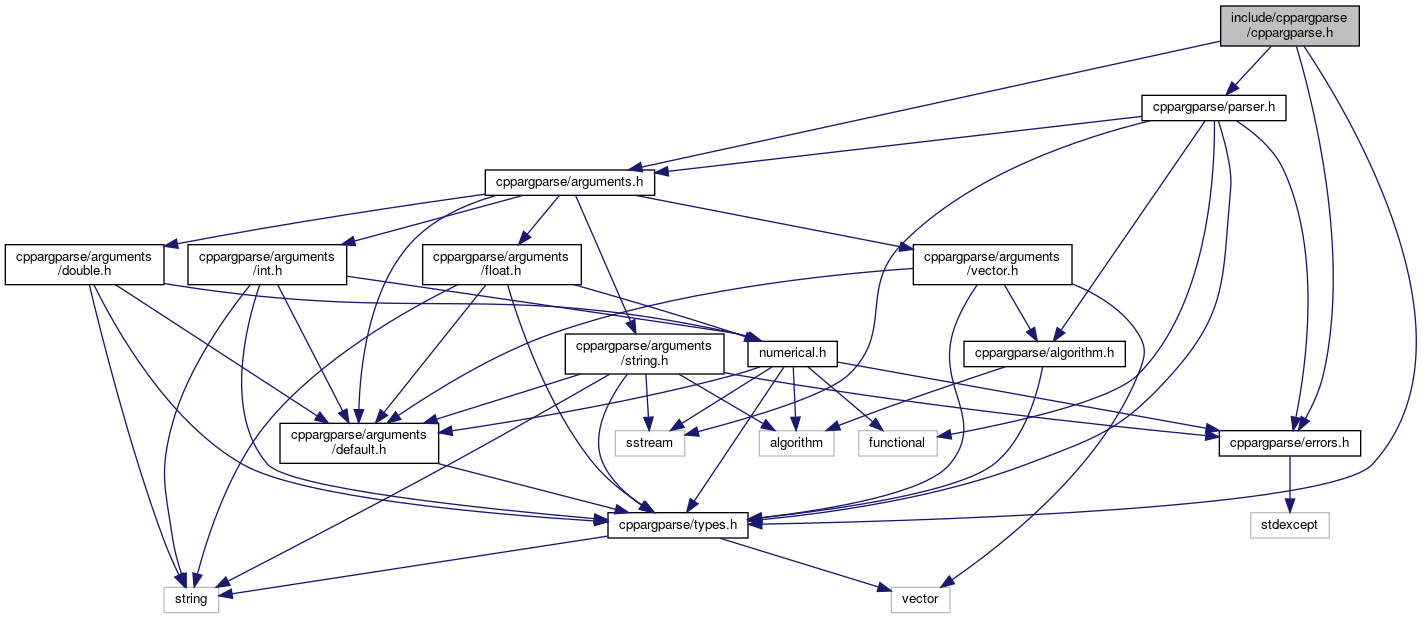 include/cppargparse
/cppargparse.h
cppargparse/parser.h
cppargparse/arguments.h
cppargparse/arguments
/double.h
cppargparse/arguments
/int.h
cppargparse/arguments
/float.h
cppargparse/arguments
/vector.h
cppargparse/arguments
/string.h
numerical.h
cppargparse/algorithm.h
cppargparse/arguments
/default.h
sstream
algorithm
functional
cppargparse/errors.h
cppargparse/types.h
stdexcept
string
vector